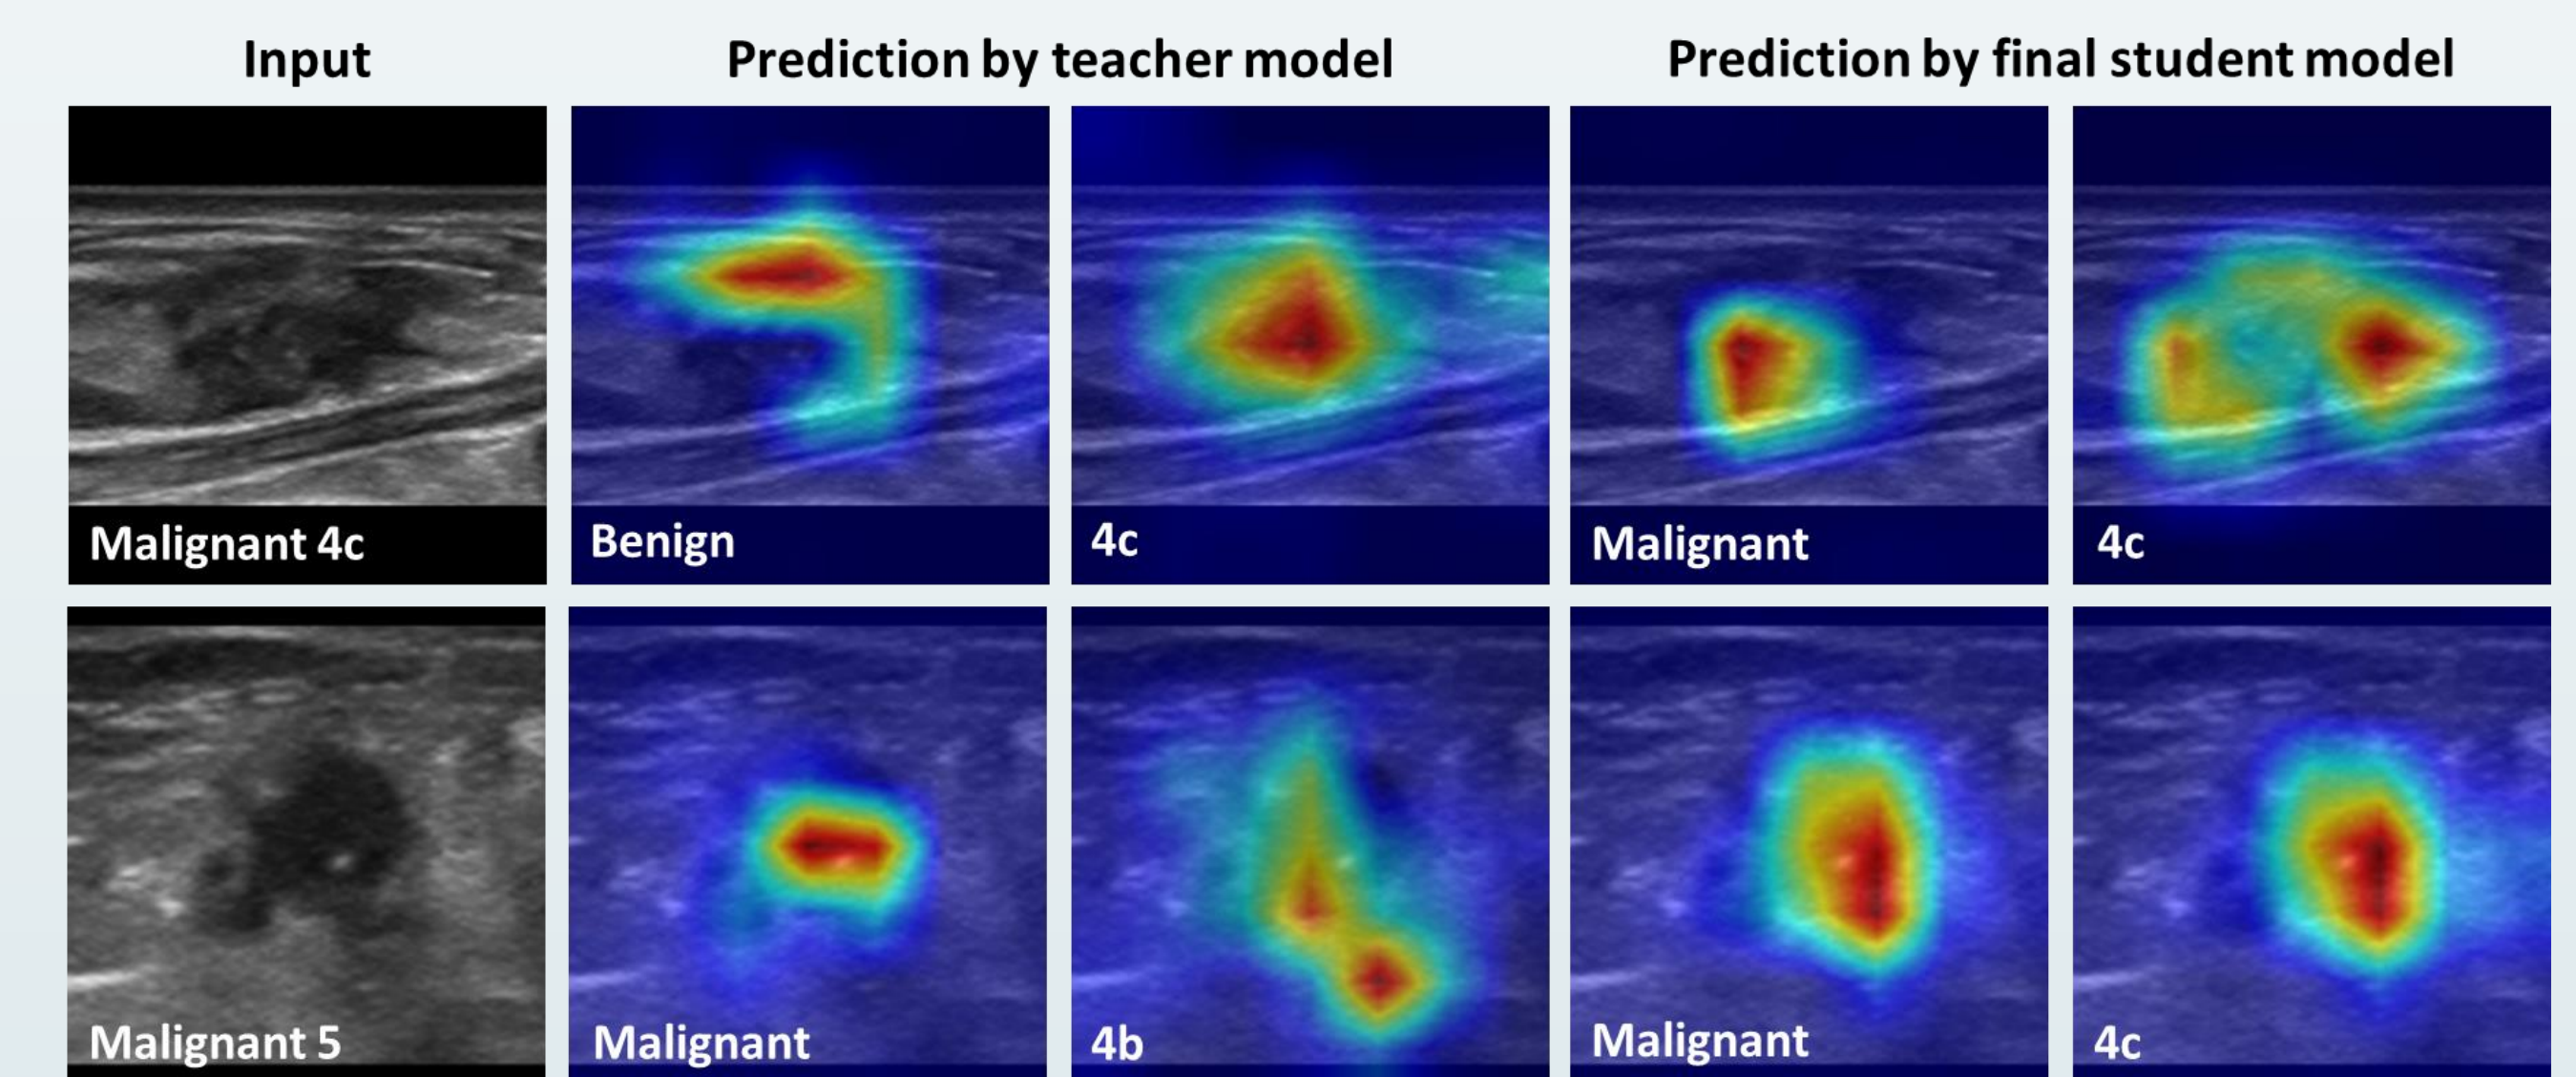 Input
Prediction by teacher model
Prediction by final student model
Malignant 4c
Benign
4c
Malignant
4c
Malignant 5
Malignant
4b
Malignant
4c